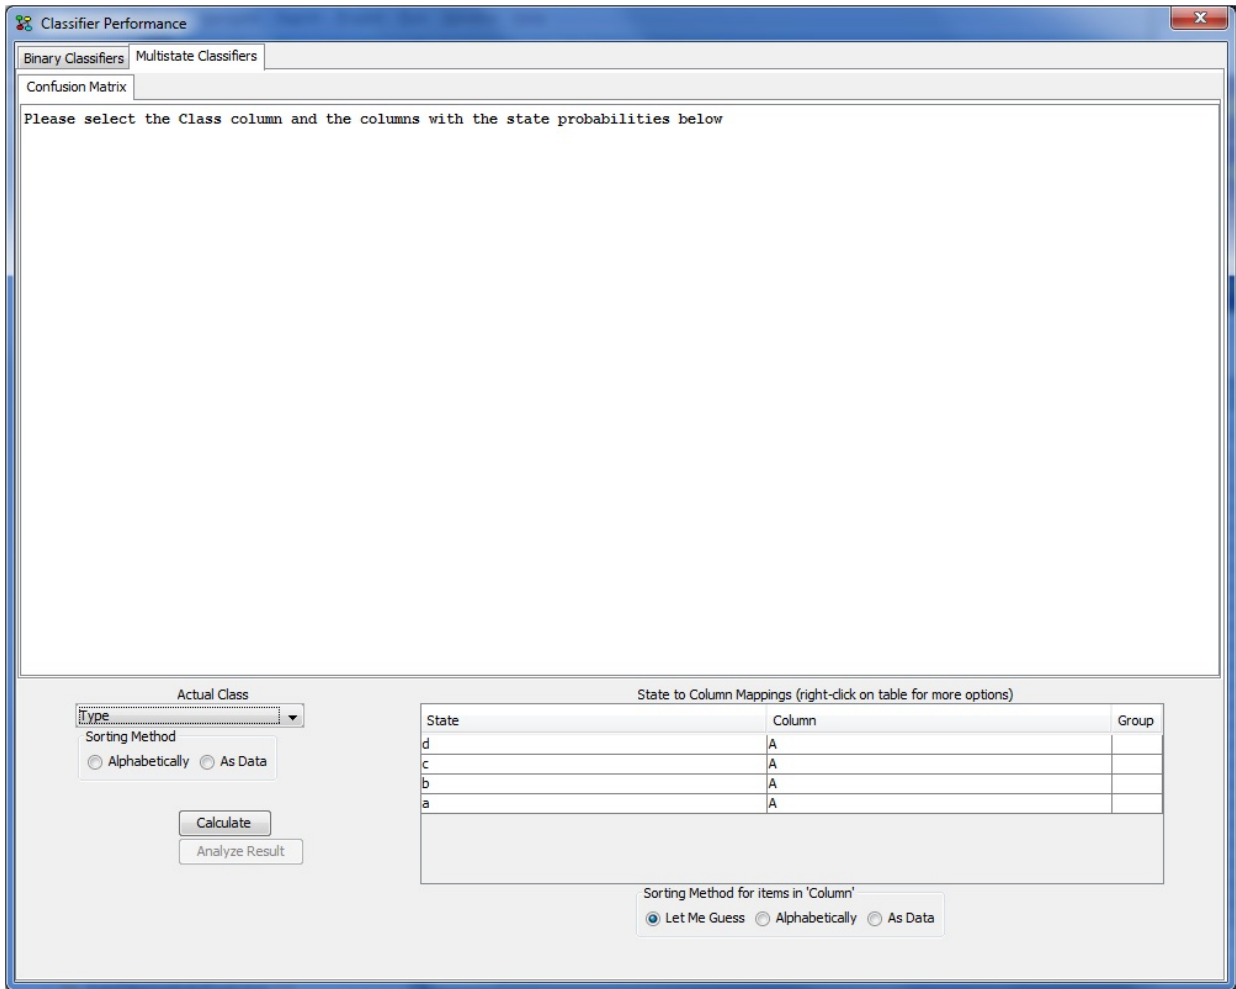 Classifier Performance
Binary Classifiers Multistate Classifiers
Confusion Matrix
Please select the Class column and the columns with the state probabilities below
Actual Class
Type
Sorting Method
Alphabetically As Data
Calculate
Analyze Result
State to Column Mappings (right-click on table for more options)
State Column Group
d A
c A
b A
a A
Sorting Method for items in 'Column'
Let Me Guess Alphabetically As Data